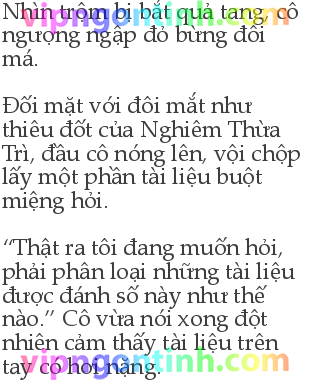 Nhìn trộm bị bắt quả tang, cô
ngượng ngập đỏ bừng đôi
má.
Đối mặt với đôi mắt như
thiêu đốt của Nghiêm Thừa
Trì, đầu cô nóng lên, vội chộp
lấy một phần tài liệu buột
miệng hỏi.
“Thật ra tôi đang muốn hỏi,
phải phân loại những tài liệu
được đánh số này như thế
nào.” Cô vừa nói xong đột
nhiên cảm thấy tài liệu trên
tay có hơi nặng.
vipngontinh.com
vipngontinh.com